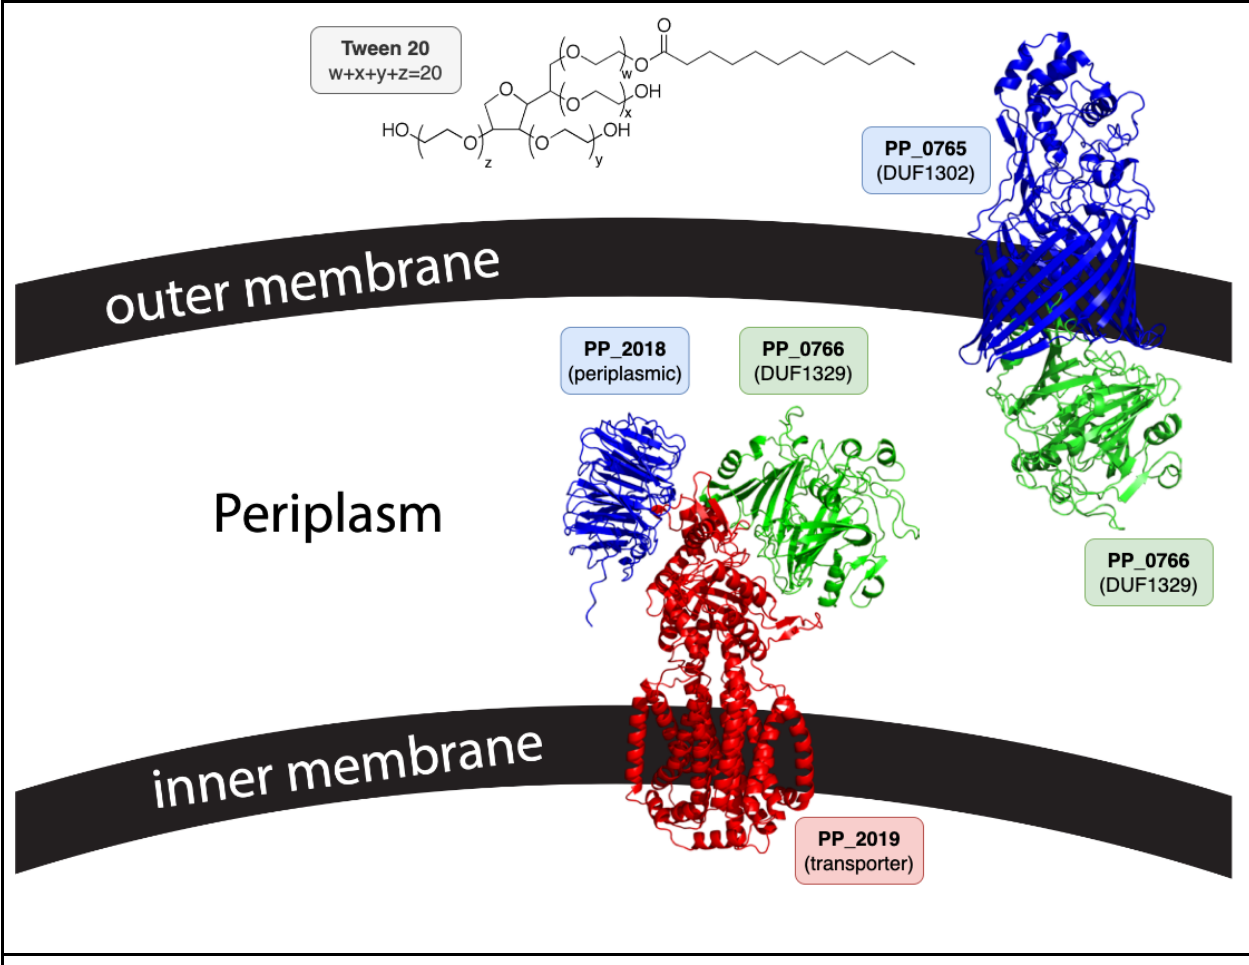 Tween 20
w+x+y+z=20
O
O
w
O
O
OH
x
O
O
HO
O
z
O
OH
y
PP_0765
(DUF1302)
outer membrane
PP_2018
(periplasmic)
PP_0766
(DUF1329)
Periplasm
PP_0766
(DUF1329)
inner membrane
PP_2019
(transporter)